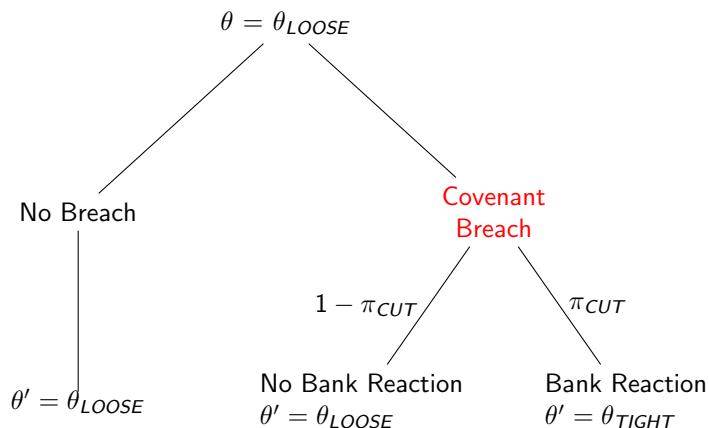 θ = θ_LOOSE
No Breach
Covenant
Breach
1 − π_CUT
π_CUT
θ′ = θ_LOOSE
No Bank Reaction
θ′ = θ_LOOSE
Bank Reaction
θ′ = θ_TIGHT